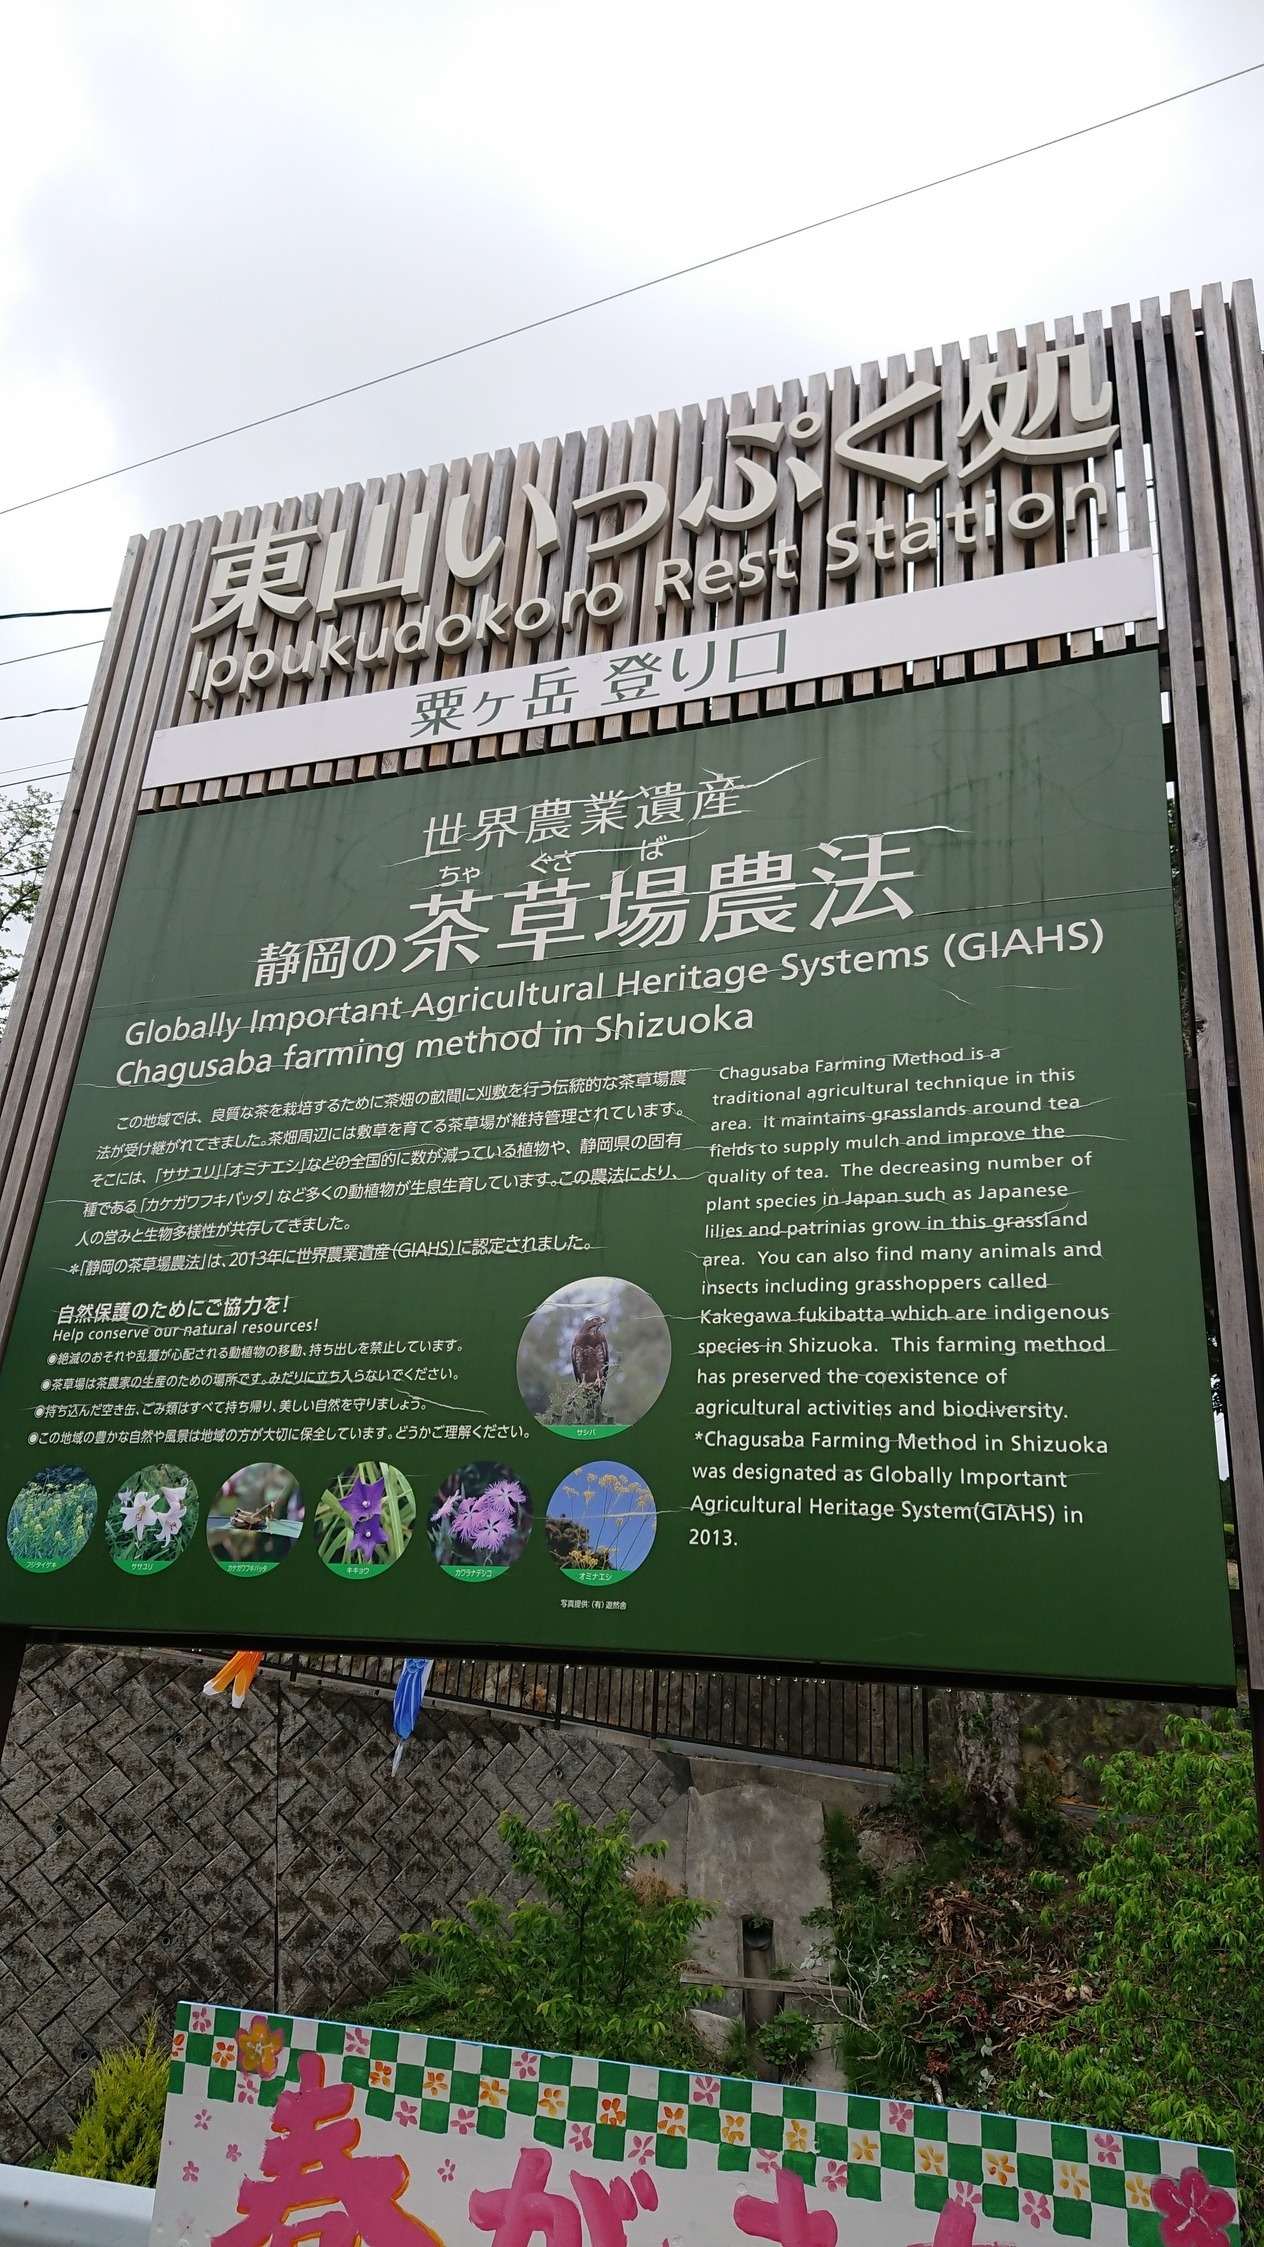 東山いっぷく処
Ippukudokoro Rest Station
粟ヶ岳 登り口
世界農業遺産
ちゃ ぐさ ば
静岡の茶草場農法
Globally Important Agricultural Heritage Systems (GIAHS)
Chagusaba farming method in Shizuoka
この地域では、良質な茶を栽培するために茶畑の畝間に刈敷を行う伝統的な茶草場農
法が受け継がれてきました。茶畑周辺には敷草を育てる茶草場が維持管理されています。
そこには、「ササユリ」「オミナエシ」などの全国的に数が減っている植物や、静岡県の固有
種である「カケガワフキバッタ」など多くの動植物が生息生育しています。この農法により、
人の営みと生物多様性が共存してきました。
*「静岡の茶草場農法」は、2013年に世界農業遺産(GIAHS)に認定されました。
自然保護のためにご協力を!
Help conserve our natural resources!
◉絶滅のおそれや乱獲が心配される動植物の移動、持ち出しを禁止しています。
◉茶草場は茶農家の生産のための場所です。みだりに立ち入らないでください。
◉持ち込んだ空き缶、ごみ類はすべて持ち帰り、美しい自然を守りましょう。
◉この地域の豊かな自然や風景は地域の方が大切に保全しています。どうかご理解ください。
サシバ
フジタイゲキ
ササユリ
カケガワフキバッタ
キキョウ
カワラナデシコ
オミナエシ
写真提供:(有)遊然舎
Chagusaba Farming Method is a
traditional agricultural technique in this
area. It maintains grasslands around tea
fields to supply mulch and improve the
quality of tea. The decreasing number of
plant species in Japan such as Japanese
lilies and patrinias grow in this grassland
area. You can also find many animals and
insects including grasshoppers called
Kakegawa fukibatta which are indigenous
species in Shizuoka. This farming method
has preserved the coexistence of
agricultural activities and biodiversity.
*Chagusaba Farming Method in Shizuoka
was designated as Globally Important
Agricultural Heritage System(GIAHS) in
2013.
春が